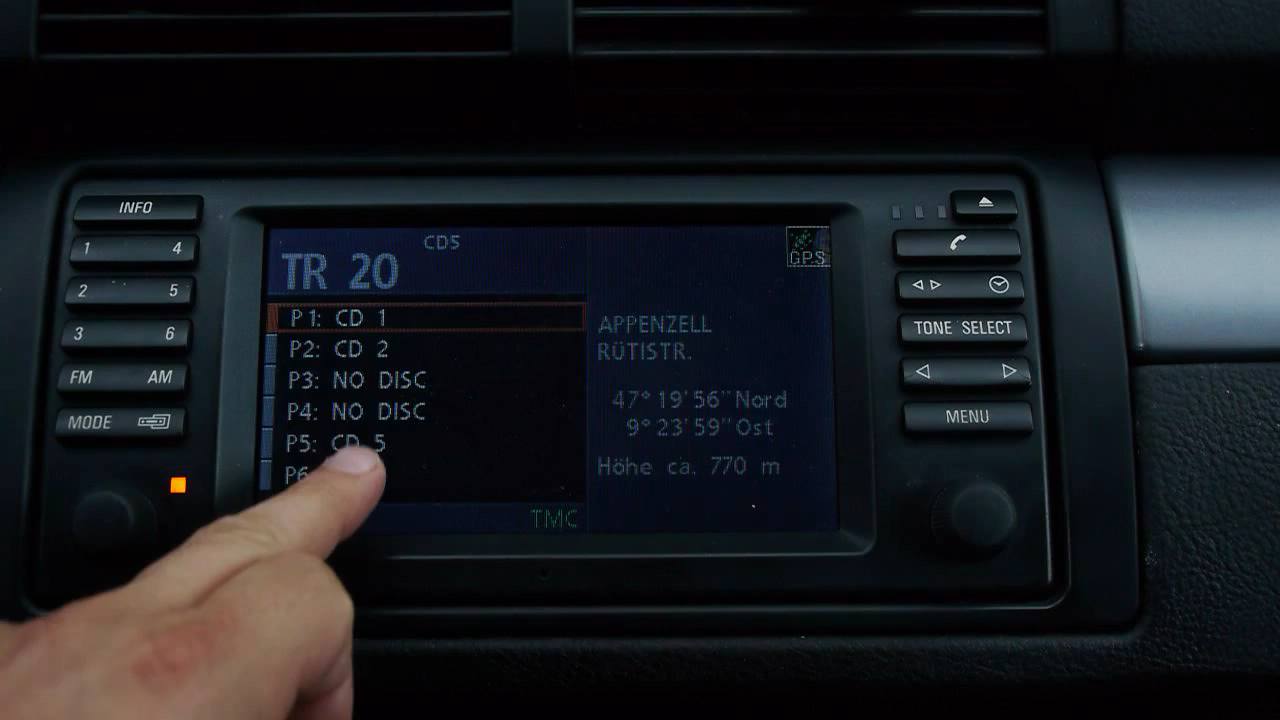 INFO
1 4
2 5
3 6
FM AM
MODE
CD5
TR 20
P1: CD 1
P2: CD 2
P3: NO DISC
P4: NO DISC
P5: CD 5
P6
TMC
GPS
APPENZELL
RÜTISTR.
47°19'56"Nord
9°23'59"Ost
Höhe ca. 770 m
TONE SELECT
MENU